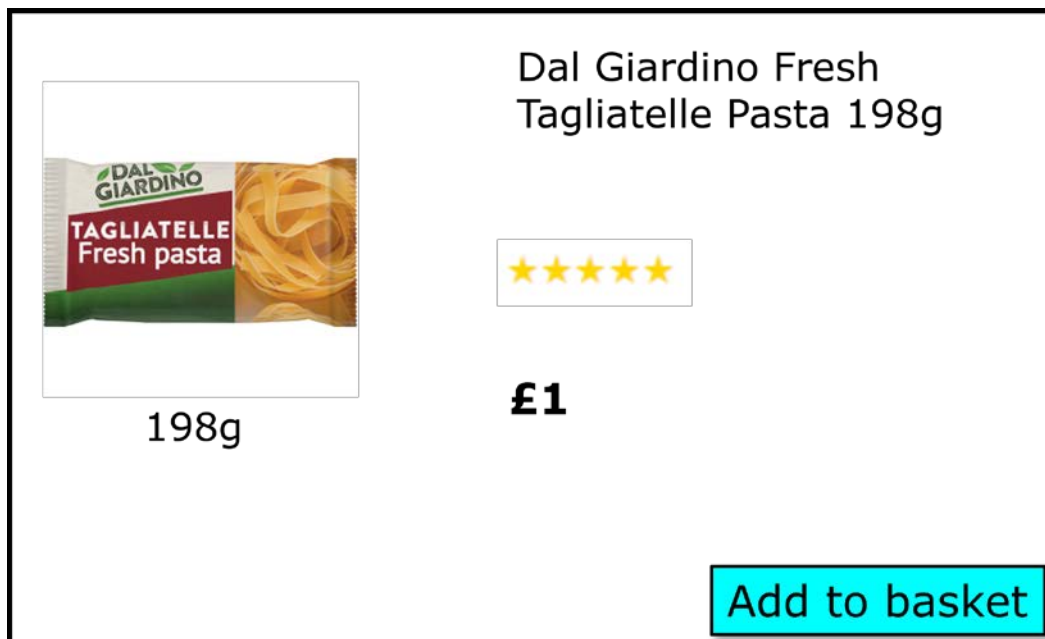 Dal Giardino Fresh
Tagliatelle Pasta 198g
DAL
GIARDINO
TAGLIATELLE
Fresh pasta
£1
198g
Add to basket